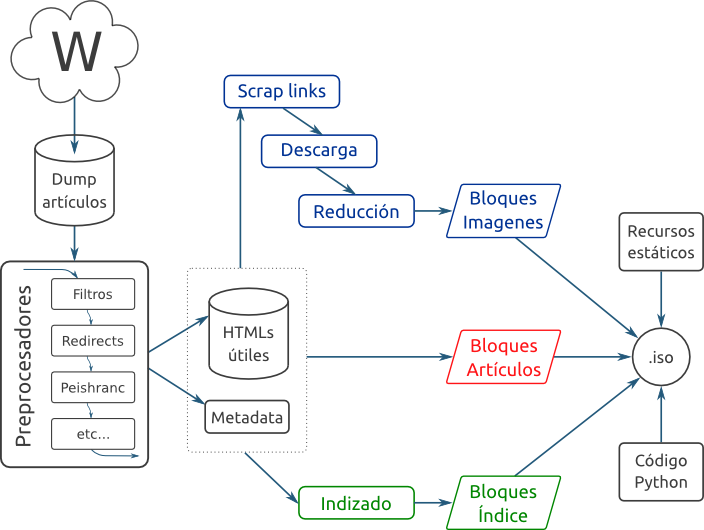 W
Dump
artículos
Preprocesadores
Filtros
Redirects
Peishranc
etc...
HTMLs
útiles
Metadata
Scrap links
Descarga
Reducción
Bloques
Imagenes
Bloques
Artículos
Indizado
Bloques
Índice
Recursos
estáticos
.iso
Código
Python